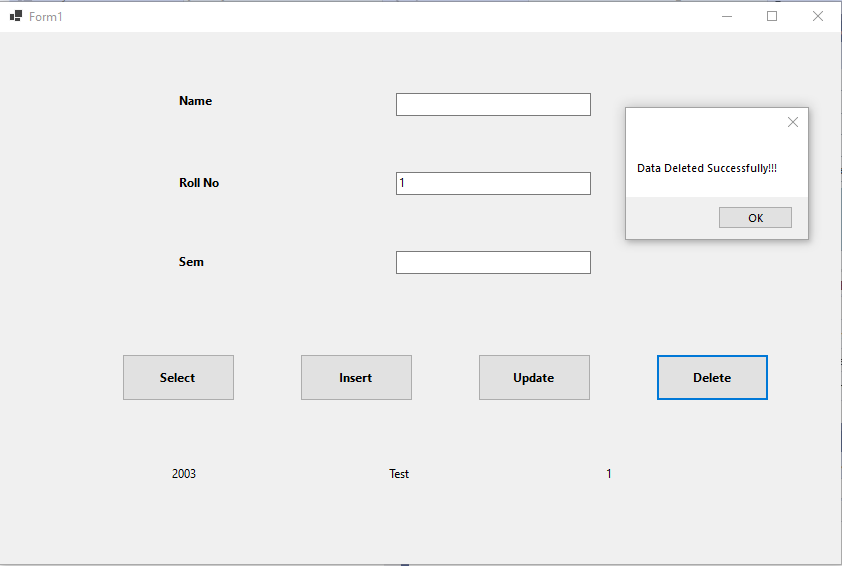 Form1
Name
Roll No
1
Sem
Data Deleted Successfully!!!
OK
Select Insert Update Delete
2003 Test 1